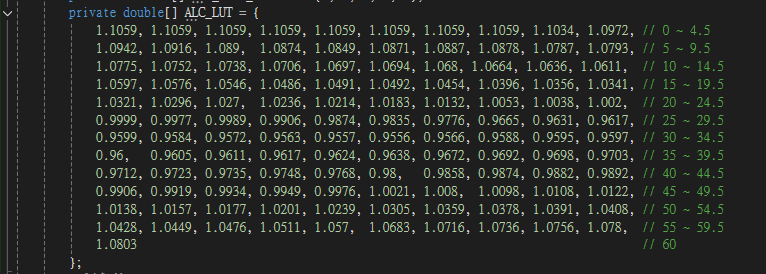 private double[] ALC_LUT = {
1.1059, 1.1059, 1.1059, 1.1059, 1.1059, 1.1059, 1.1059, 1.1059, 1.1034, 1.0972, // 0 ~ 4.5
1.0942, 1.0916, 1.089, 1.0874, 1.0849, 1.0871, 1.0887, 1.0878, 1.0787, 1.0793, // 5 ~ 9.5
1.0775, 1.0752, 1.0738, 1.0706, 1.0697, 1.0694, 1.068, 1.0664, 1.0636, 1.0611, // 10 ~ 14.5
1.0597, 1.0576, 1.0546, 1.0486, 1.0491, 1.0492, 1.0454, 1.0396, 1.0356, 1.0341, // 15 ~ 19.5
1.0321, 1.0296, 1.027, 1.0236, 1.0214, 1.0183, 1.0132, 1.0053, 1.0038, 1.002, // 20 ~ 24.5
0.9999, 0.9977, 0.9989, 0.9906, 0.9874, 0.9835, 0.9776, 0.9665, 0.9631, 0.9617, // 25 ~ 29.5
0.9599, 0.9584, 0.9572, 0.9563, 0.9557, 0.9556, 0.9566, 0.9588, 0.9595, 0.9597, // 30 ~ 34.5
0.96, 0.9605, 0.9611, 0.9617, 0.9624, 0.9638, 0.9672, 0.9692, 0.9698, 0.9703, // 35 ~ 39.5
0.9712, 0.9723, 0.9735, 0.9748, 0.9768, 0.98, 0.9858, 0.9874, 0.9882, 0.9892, // 40 ~ 44.5
0.9906, 0.9919, 0.9934, 0.9949, 0.9976, 1.0021, 1.008, 1.0098, 1.0108, 1.0122, // 45 ~ 49.5
1.0138, 1.0157, 1.0177, 1.0201, 1.0239, 1.0305, 1.0359, 1.0378, 1.0391, 1.0408, // 50 ~ 54.5
1.0428, 1.0449, 1.0476, 1.0511, 1.057, 1.0683, 1.0716, 1.0736, 1.0756, 1.078, // 55 ~ 59.5
1.0803 // 60
};